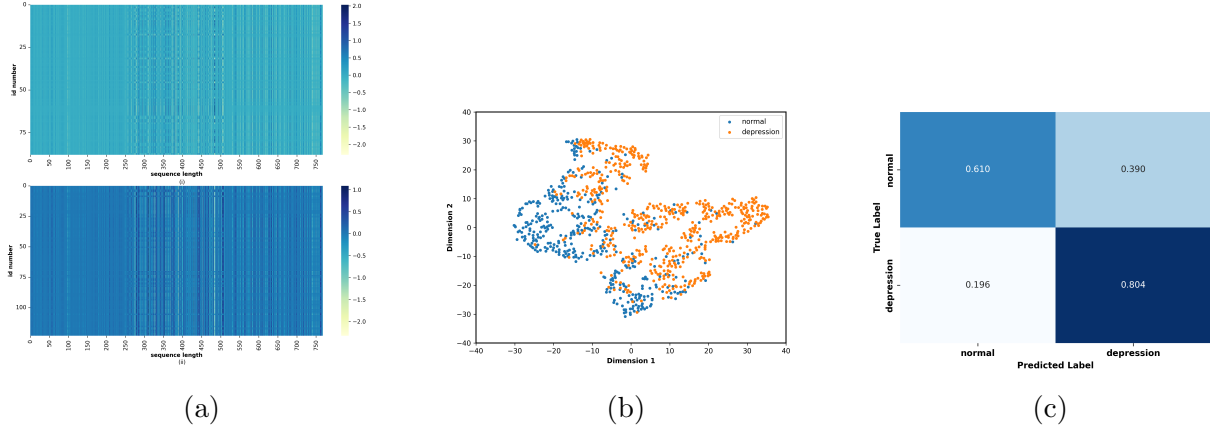 0
25
50
75
id number
0 50 100 150 200 250 300 350 400 450 500 550 600 650 700 750
sequence length
(i)
2.0
1.5
1.0
0.5
0.0
−0.5
−1.0
−1.5
−2.0
0
25
50
75
100
id number
0 50 100 150 200 250 300 350 400 450 500 550 600 650 700 750
sequence length
(ii)
1.0
0.5
0.0
−0.5
−1.0
−1.5
−2.0
(a)
40
30
20
10
0
−10
−20
−30
−40
Dimension 2
normal
depression
−40 −30 −20 −10 0 10 20 30 40
Dimension 1
(b)
True Label
normal
depression
0.610 0.390
0.196 0.804
normal depression
Predicted Label
(c)